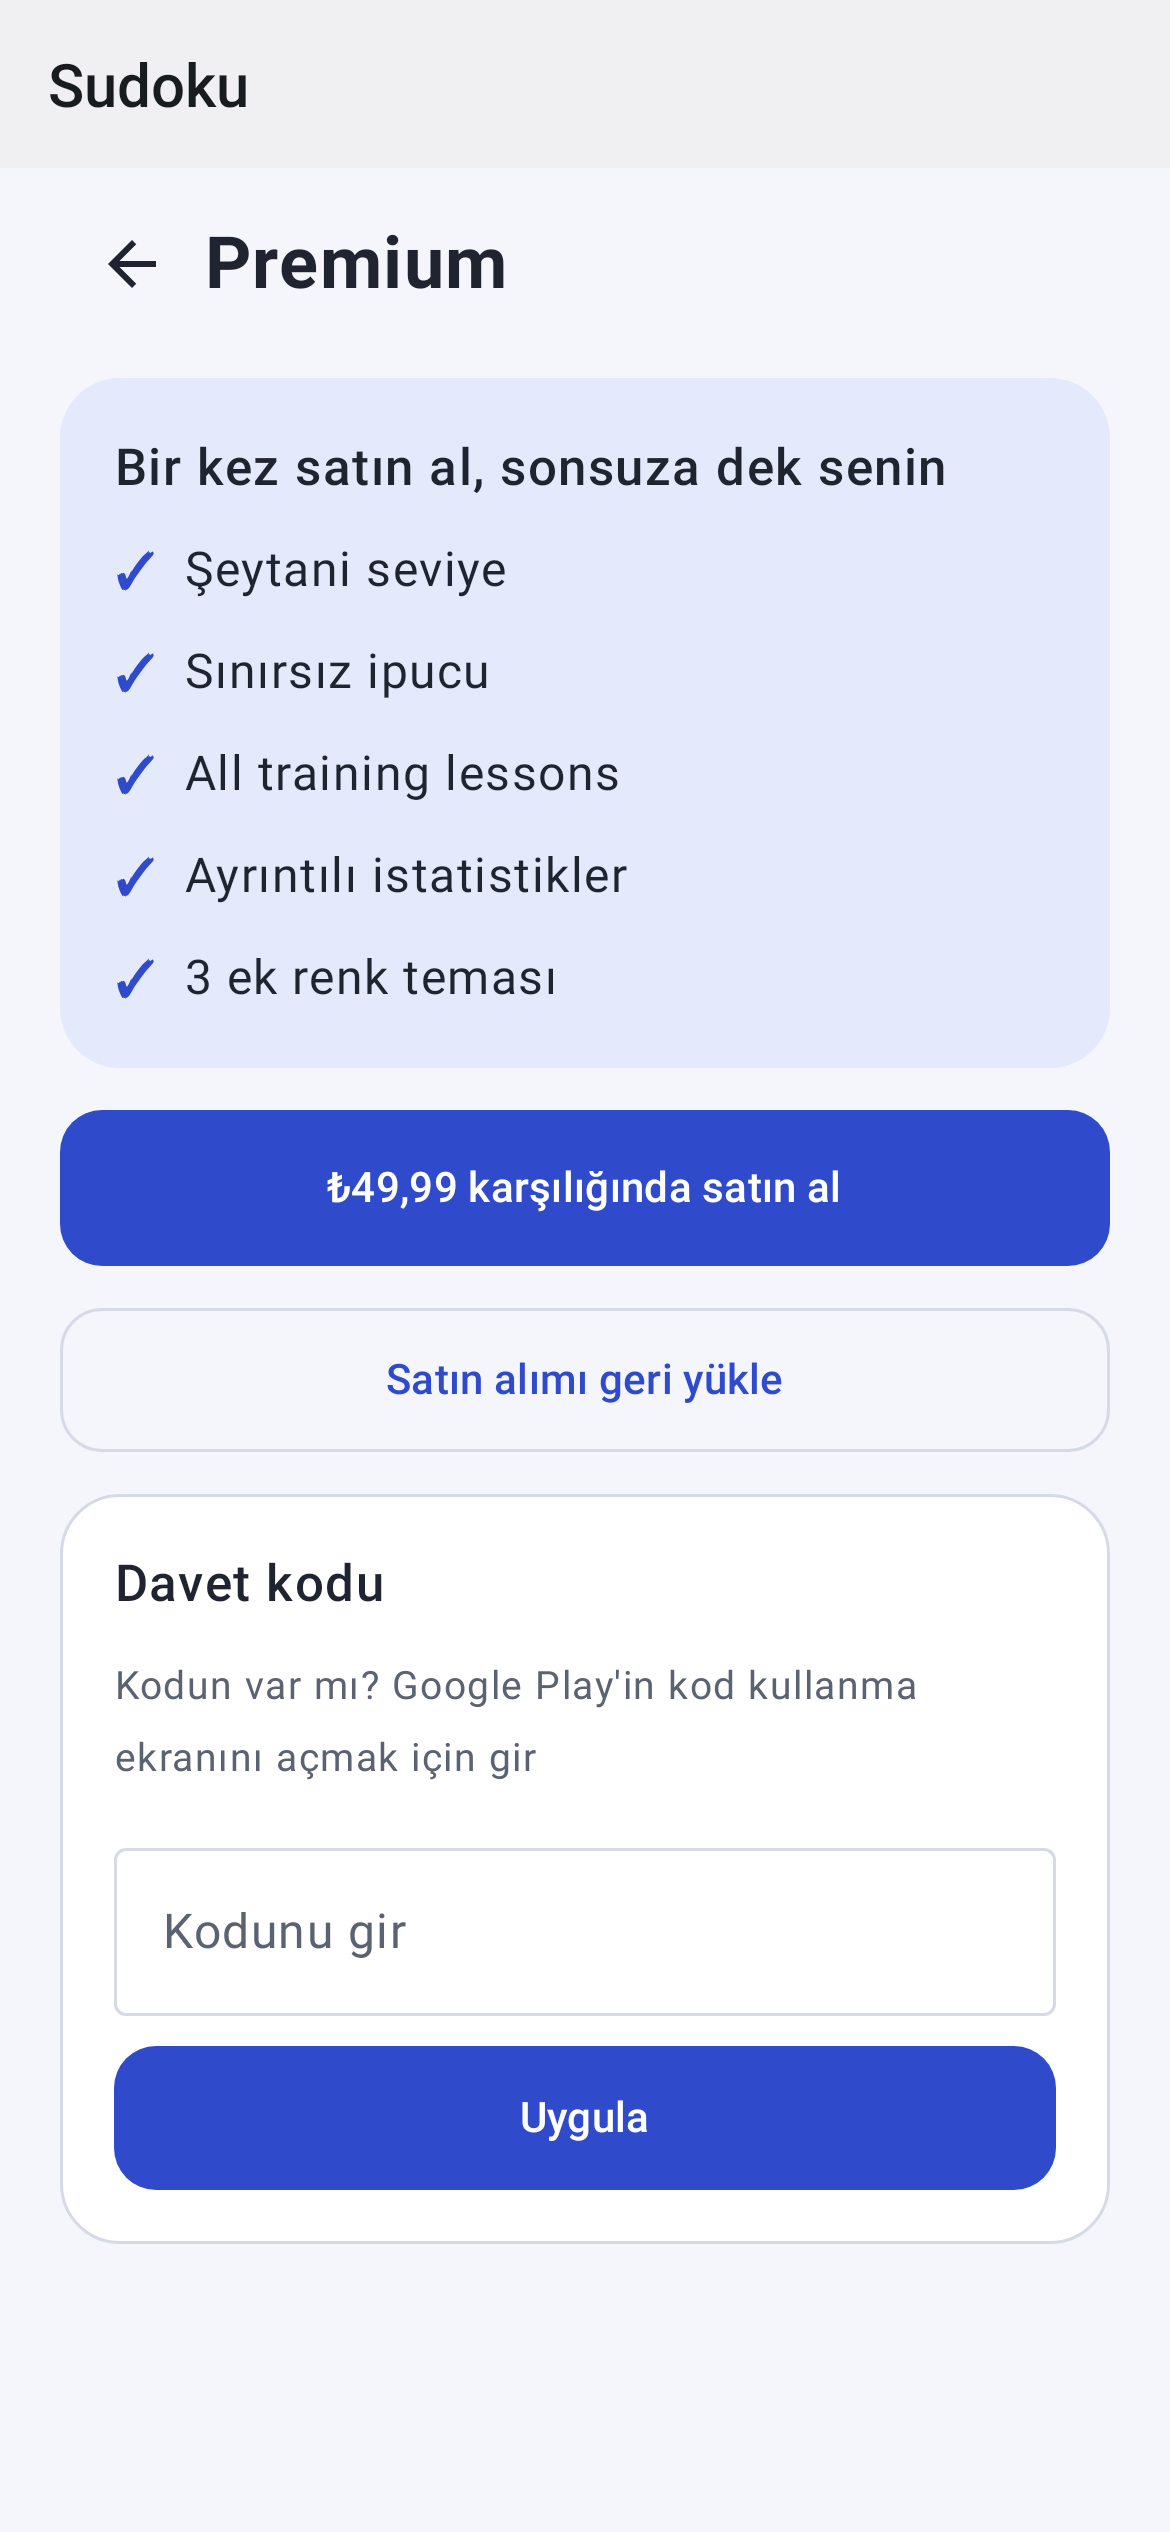 Sudoku
Premium
Bir kez satın al, sonsuza dek senin
✓ Şeytani seviye
✓ Sınırsız ipucu
✓ All training lessons
✓ Ayrıntılı istatistikler
✓ 3 ek renk teması
₺49,99 karşılığında satın al
Satın alımı geri yükle
Davet kodu
Kodun var mı? Google Play'in kod kullanma
ekranını açmak için gir
Kodunu gir
Uygula